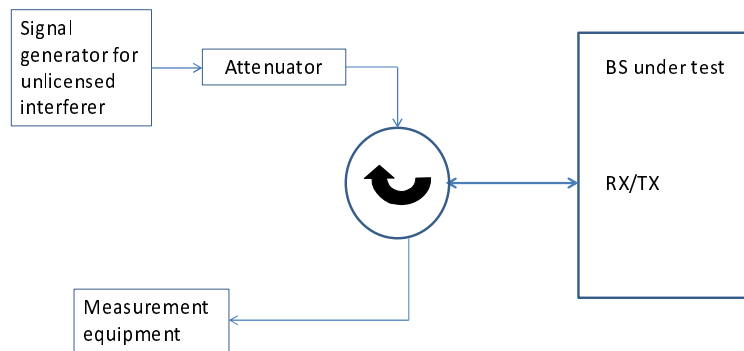 Signal
generator for
unlicensed
interferer
Attenuator
BS under test
RX/TX
Measurement
equipment